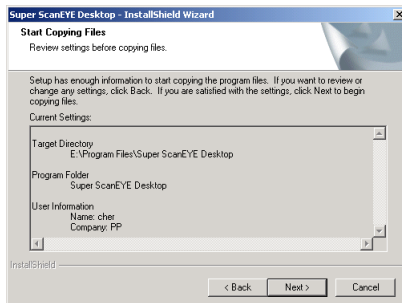 Super ScanEYE Desktop - InstallShield Wizard
Start Copying Files
Review settings before copying files.
Setup has enough information to start copying the program files. If you want to review or
change any settings, click Back. If you are satisfied with the settings, click Next to begin
copying files.
Current Settings:
Target Directory
E:\Program Files\Super ScanEYE Desktop
Program Folder
Super ScanEYE Desktop
User Information
Name: cher
Company: PP
InstallShield
< Back
Next >
Cancel